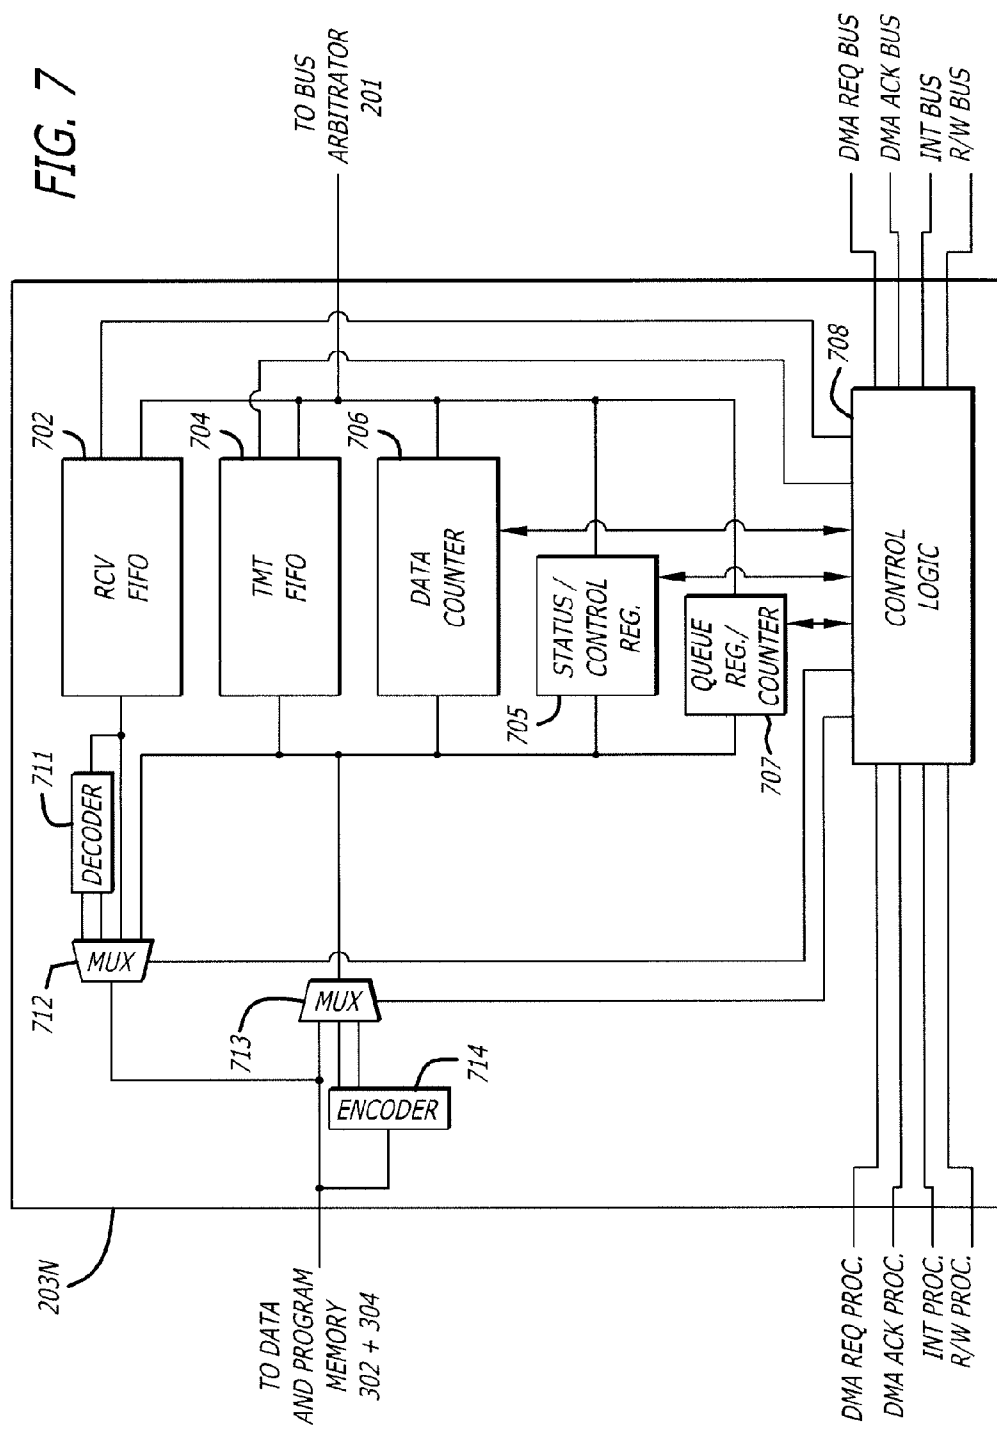 FIG. 7
203N
TO DATA
AND PROGRAM
MEMORY
302 + 304
TO BUS
ARBITRATOR
201
712
MUX
711
DECODER
702
RCV
FIFO
704
TMT
FIFO
713
MUX
714
ENCODER
706
DATA
COUNTER
705
STATUS/
CONTROL
REG.
707
QUEUE
REG./
COUNTER
708
CONTROL
LOGIC
DMA REQ PROC.
DMA ACK PROC.
INT PROC.
R/W PROC.
DMA REQ BUS
DMA ACK BUS
INT BUS
R/W BUS